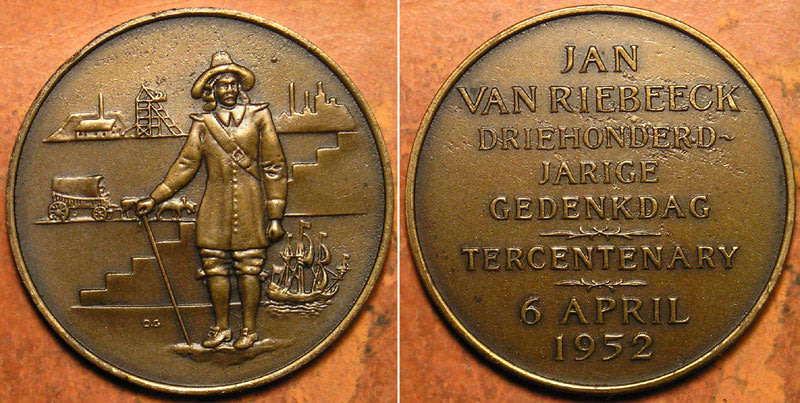 O.S
JAN
VAN RIEBEECK
DRIEHONDERD~
JARIGE
GEDENKDAG
TERCENTENARY
6 APRIL
1952